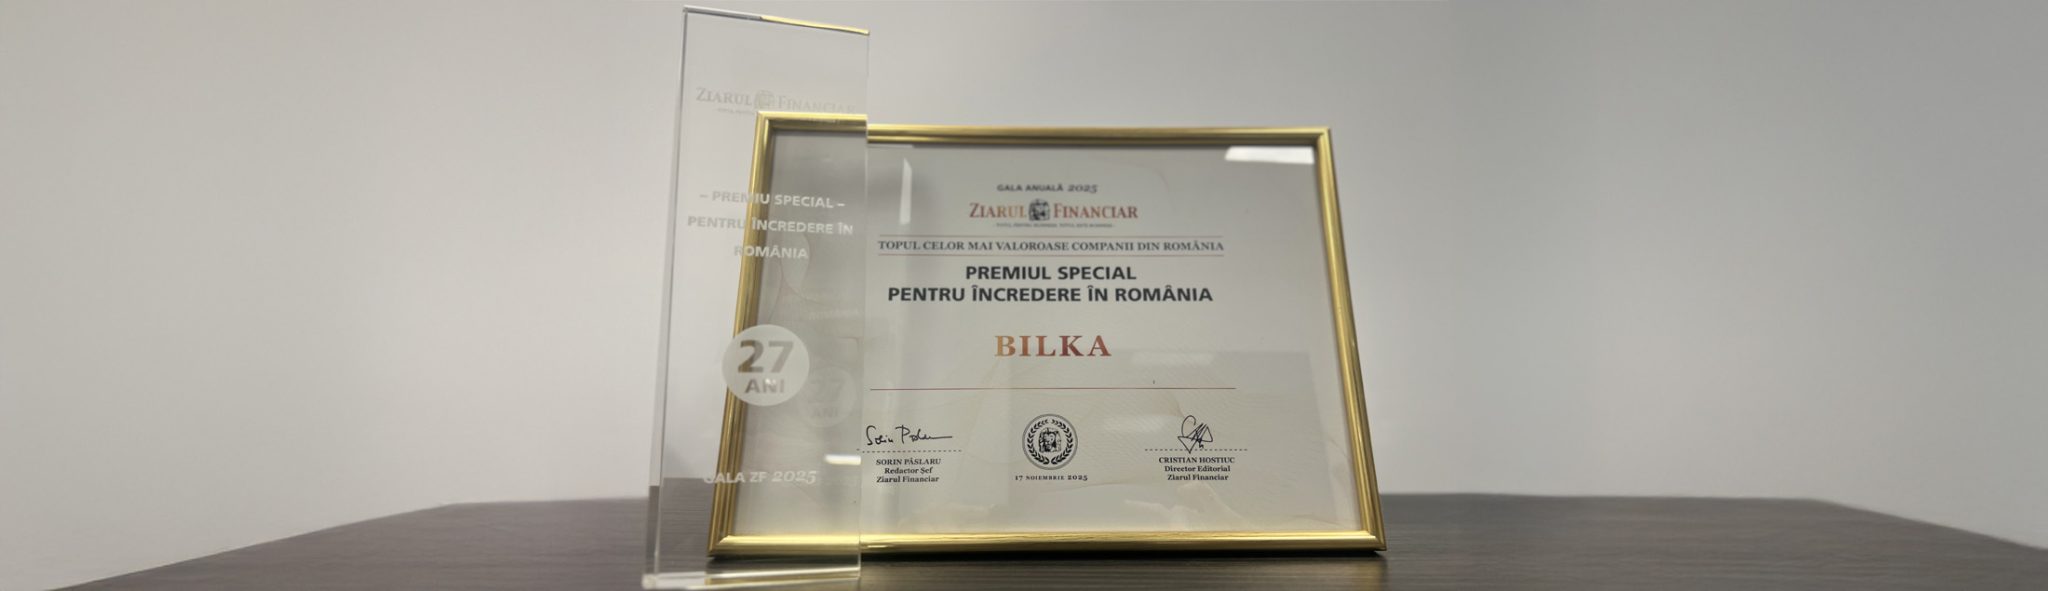 ZIARUL FINANCIAR
– PREMIU SPECIAL –
PENTRU ÎNCREDERE ÎN
ROMÂNIA
27
ANI
GALA ZF 2025
GALA ANUALĂ 2025
ZIARUL FINANCIAR
TOPUL CELOR MAI VALOROASE COMPANII DIN ROMÂNIA
PREMIUL SPECIAL
PENTRU ÎNCREDERE ÎN ROMÂNIA
BILKA
SORIN PÂSLARU
Redactor Șef
Ziarul Financiar
17 NOIEMBRIE 2025
CRISTIAN HOSTIUC
Director Editorial
Ziarul Financiar